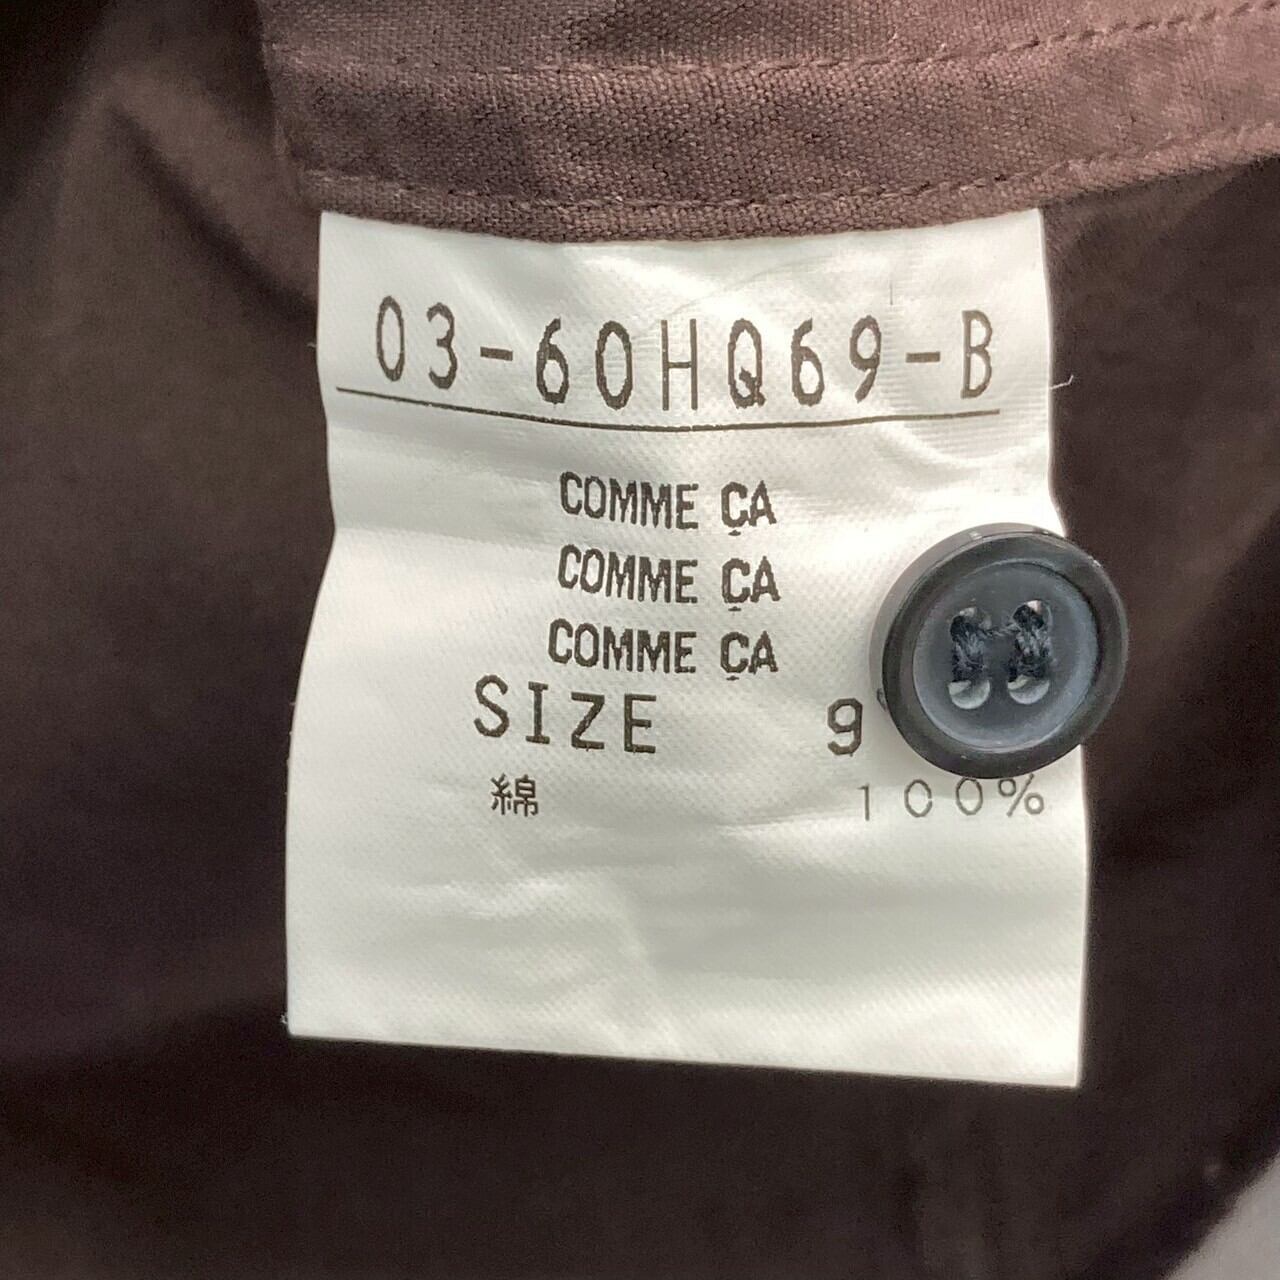 03-60HQ69-B
COMME ÇA
COMME ÇA
COMME ÇA
SIZE 9
綿 100%